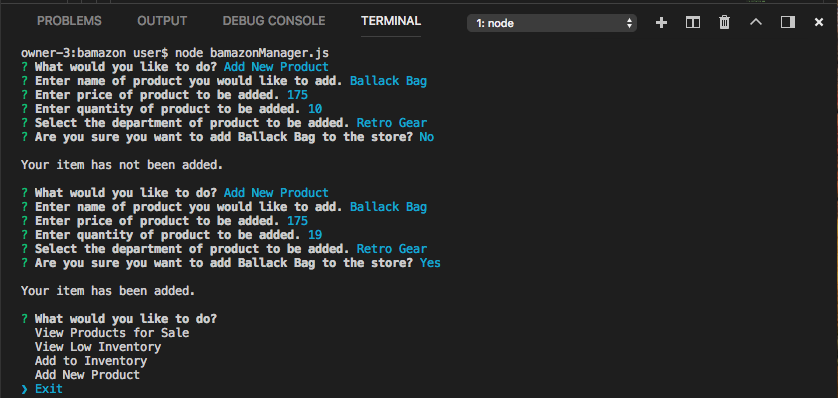 PROBLEMS OUTPUT DEBUG CONSOLE TERMINAL 1: node
owner-3:bamazon user$ node bamazonManager.js
? What would you like to do? Add New Product
? Enter name of product you would like to add. Ballack Bag
? Enter price of product to be added. 175
? Enter quantity of product to be added. 10
? Select the department of product to be added. Retro Gear
? Are you sure you want to add Ballack Bag to the store? No
Your item has not been added.
? What would you like to do? Add New Product
? Enter name of product you would like to add. Ballack Bag
? Enter price of product to be added. 175
? Enter quantity of product to be added. 19
? Select the department of product to be added. Retro Gear
? Are you sure you want to add Ballack Bag to the store? Yes
Your item has been added.
? What would you like to do?
View Products for Sale
View Low Inventory
Add to Inventory
Add New Product
❯ Exit